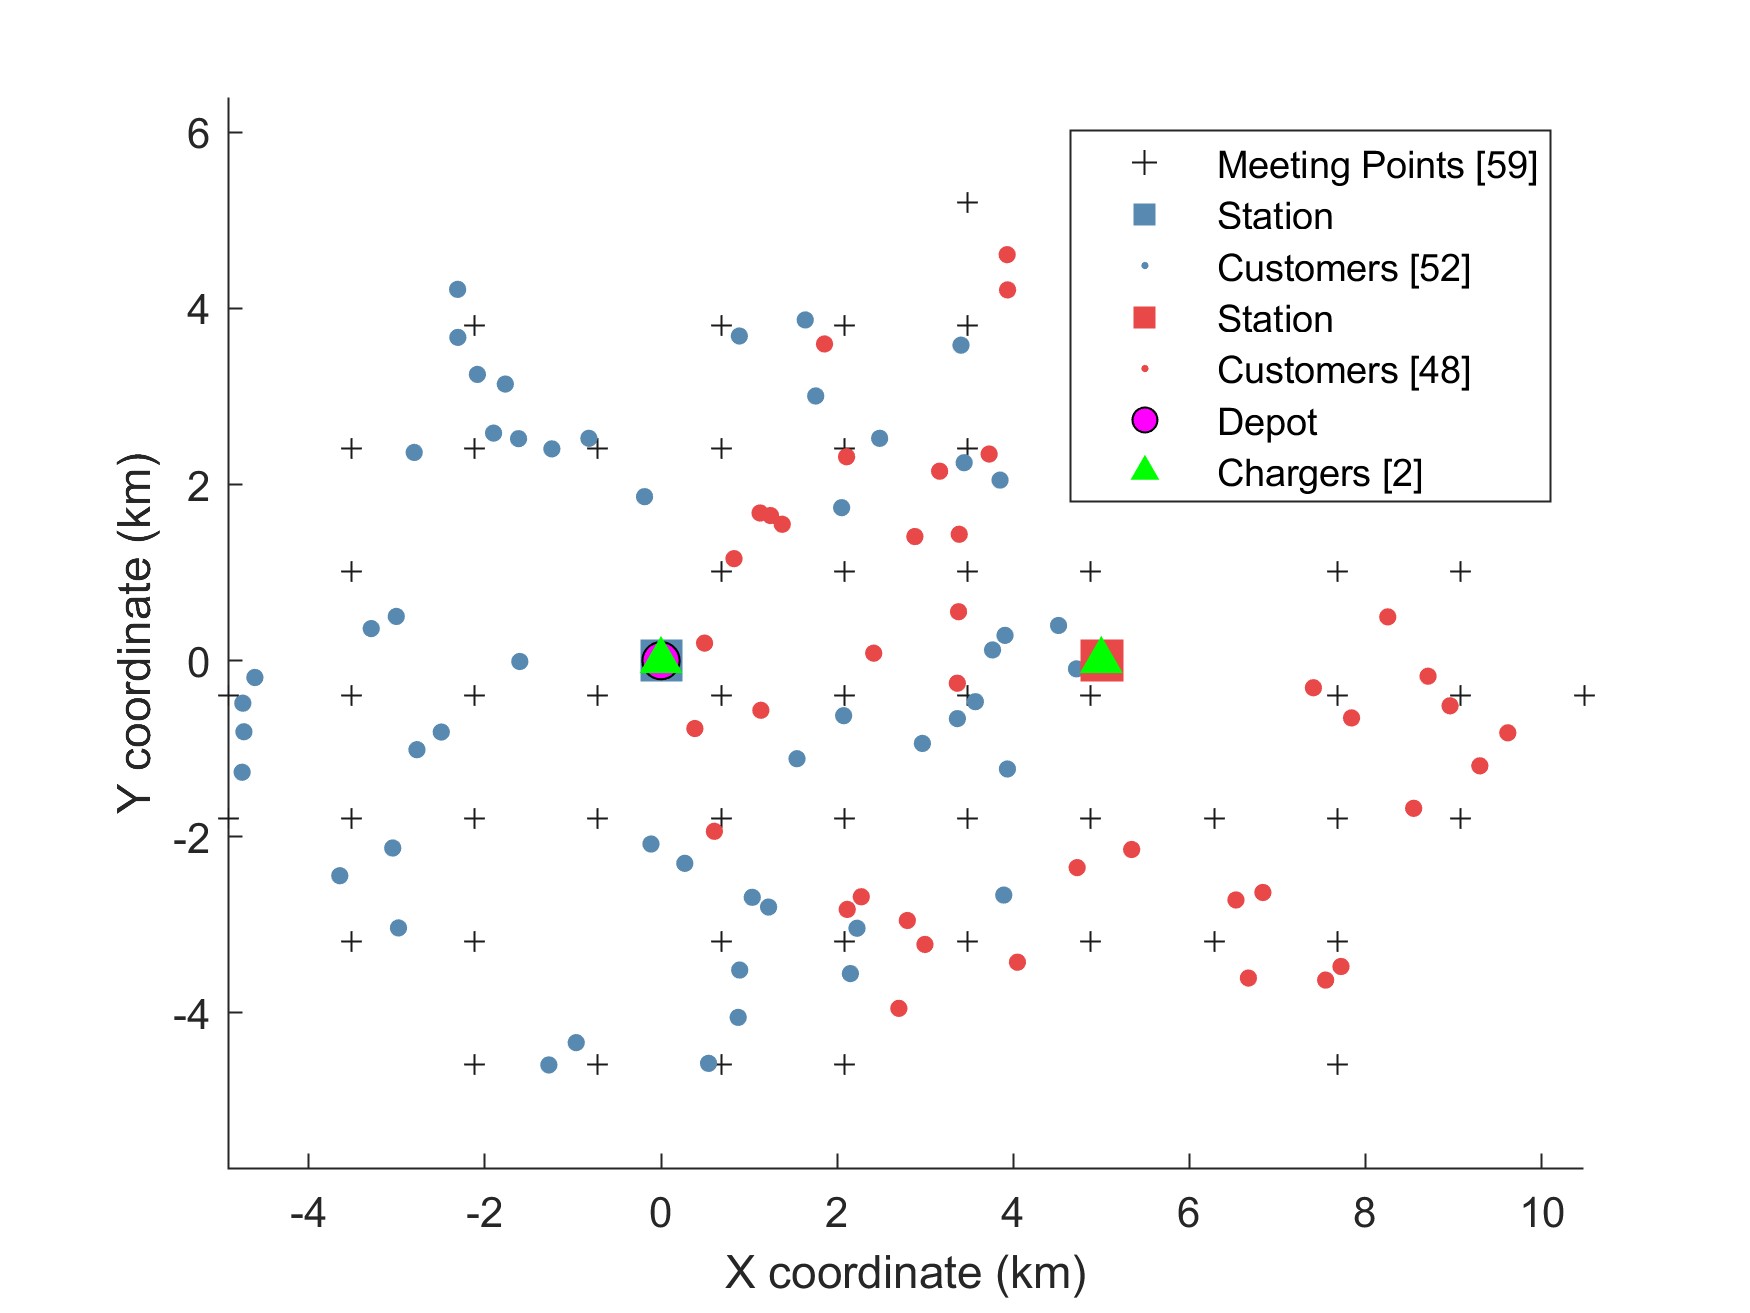 6
4
2
0
-2
-4
Y coordinate (km)
Meeting Points [59]
Station
Customers [52]
Station
Customers [48]
Depot
Chargers [2]
-4 -2 0 2 4 6 8 10
X coordinate (km)